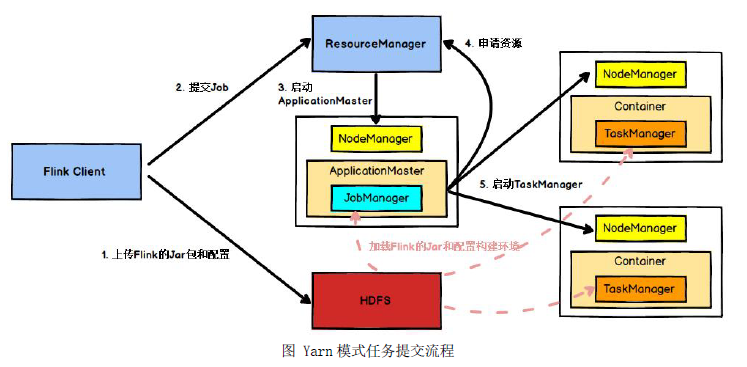 ResourceManager
4. 申请资源
2. 提交Job
3. 启动
ApplicationMaster
NodeManager
Container
TaskManager
NodeManager
ApplicationMaster
JobManager
Flink Client
5. 启动TaskManager
NodeManager
Container
TaskManager
加载Flink的Jar和配置构建环境
1. 上传Flink的Jar包和配置
HDFS
图 Yarn 模式任务提交流程